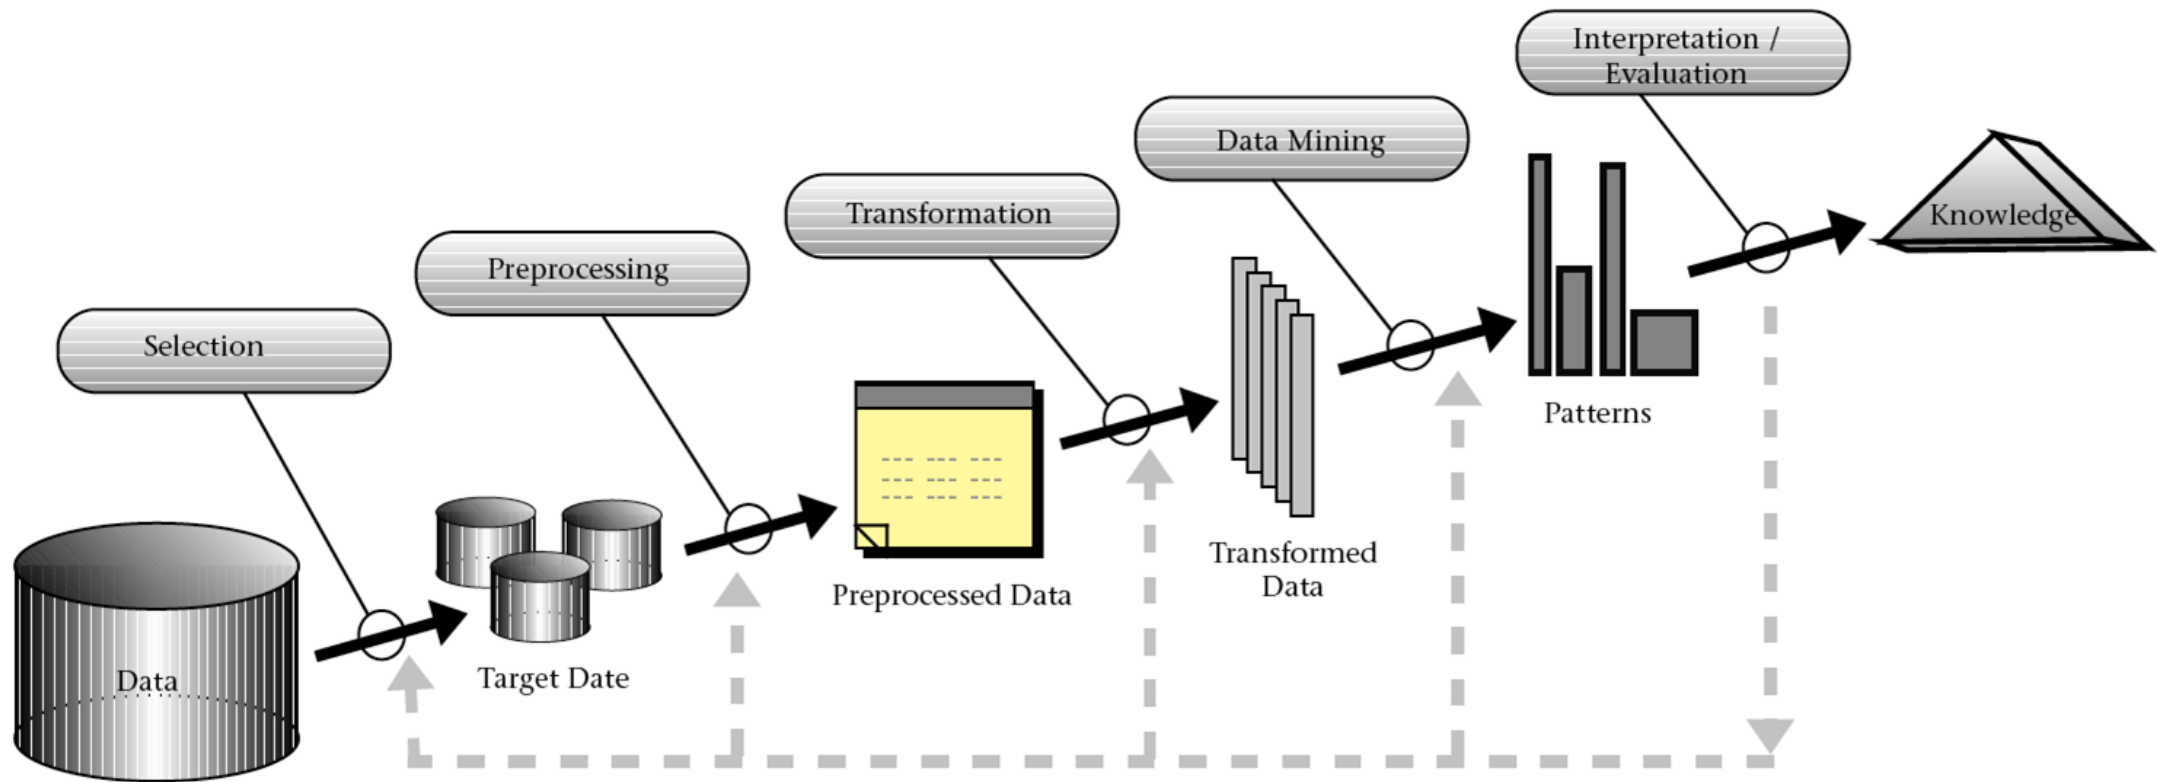 Interpretation /
Evaluation
Data Mining
Transformation
Knowledge
Preprocessing
Selection
Patterns
Transformed
Data
Preprocessed Data
Target Date
Data